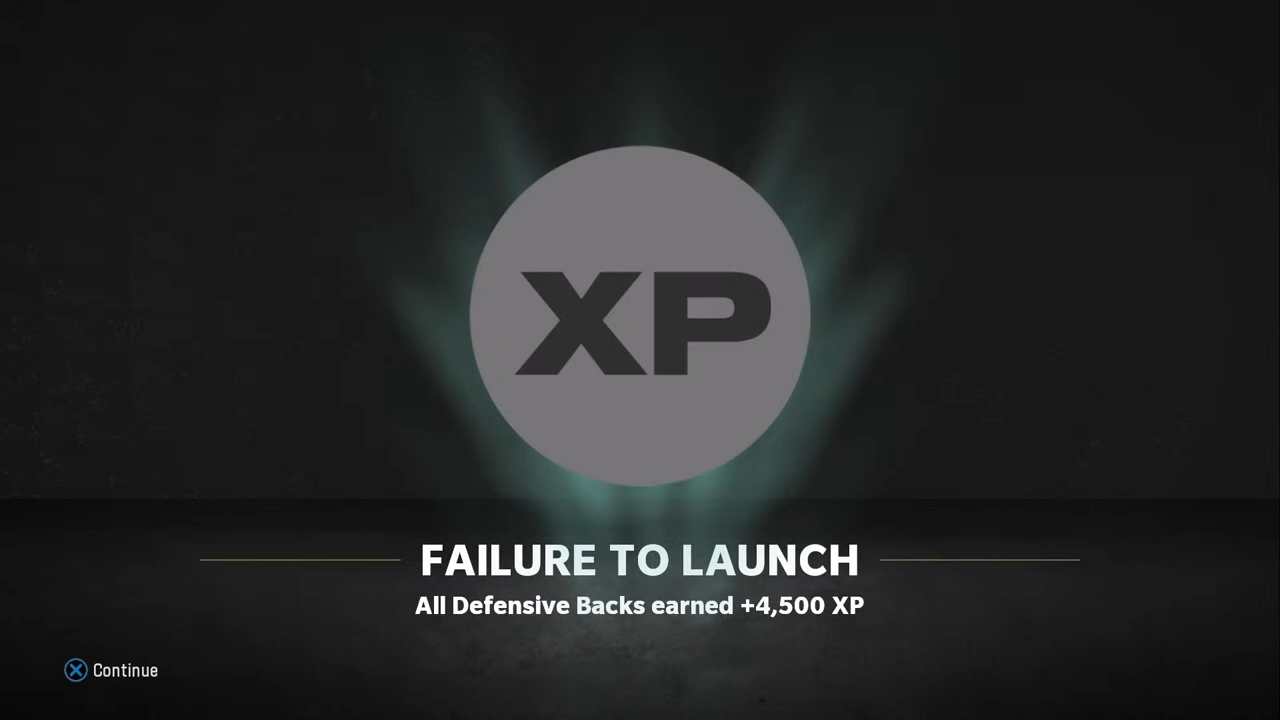 XP
FAILURE TO LAUNCH
All Defensive Backs earned +4,500 XP
Continue